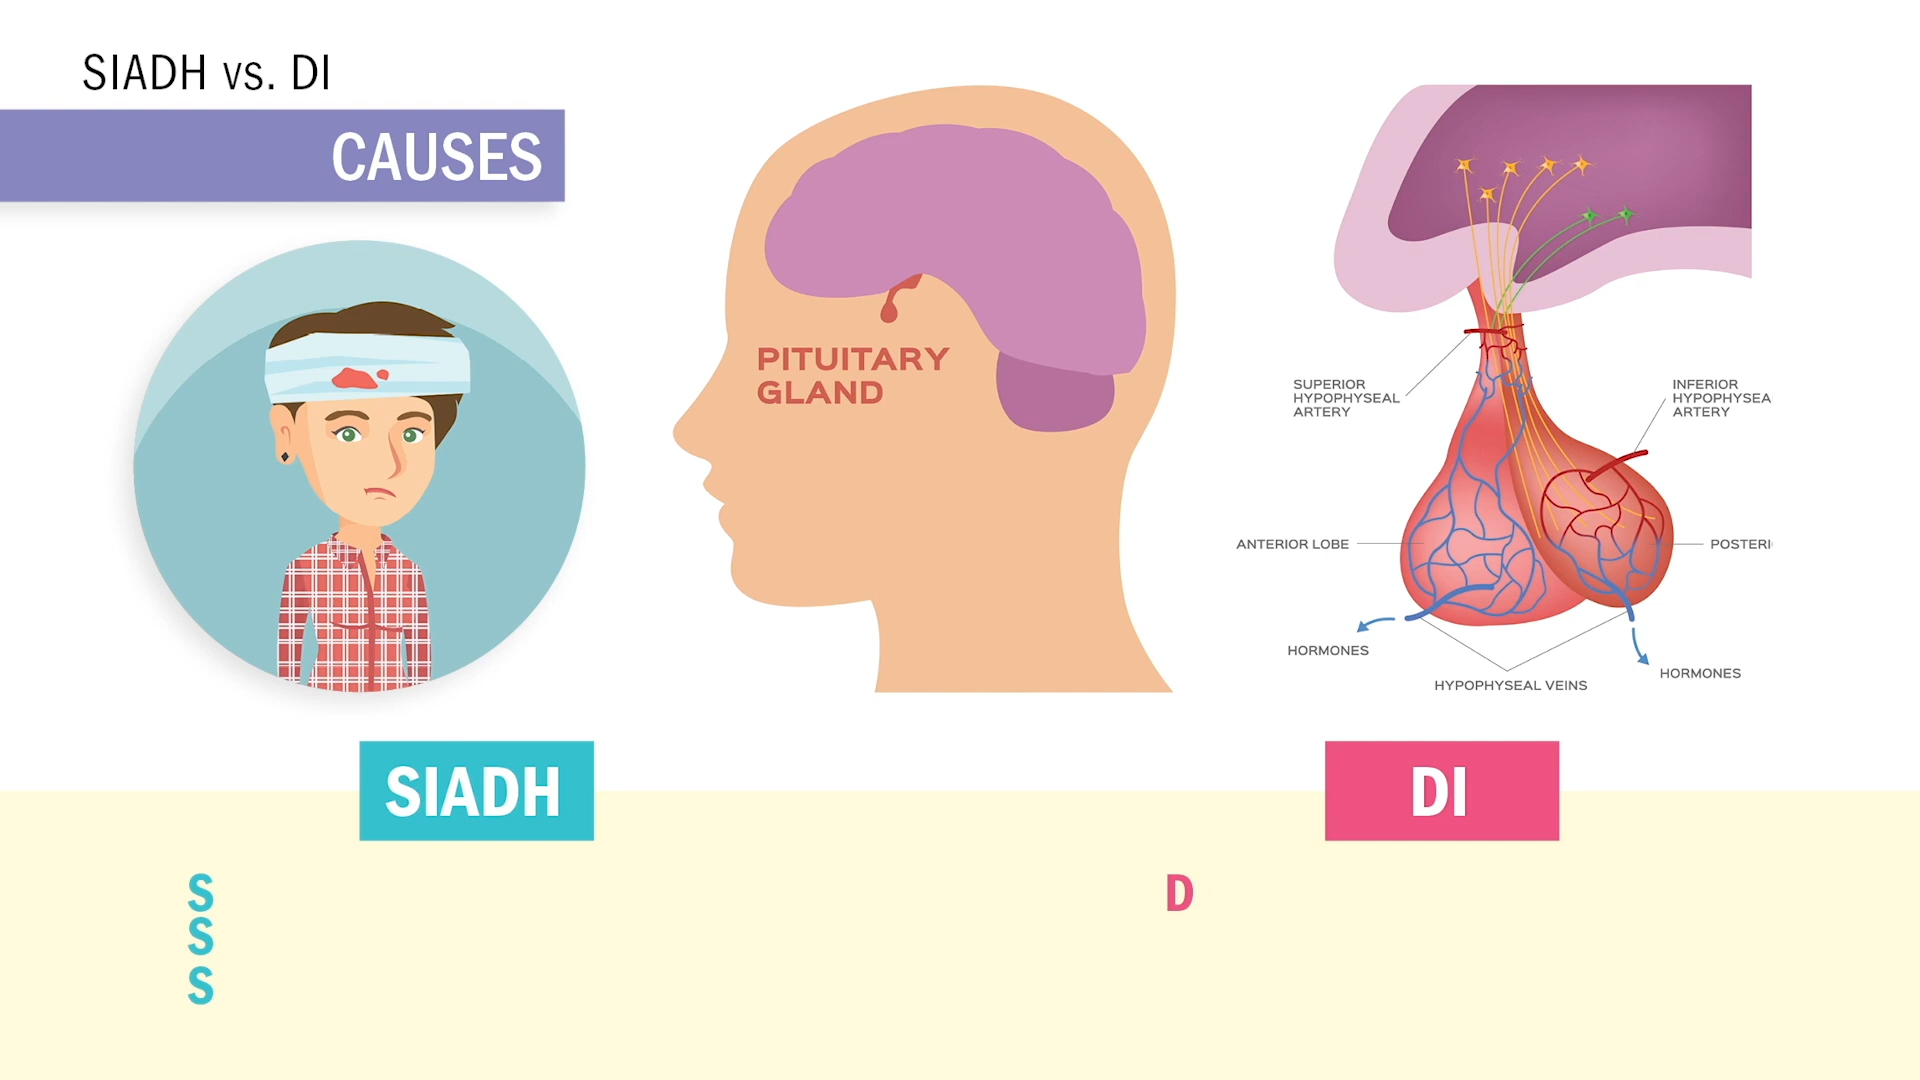 SIADH vs. DI
CAUSES
PITUITARY
GLAND
SUPERIOR
HYPOPHYSEAL
ARTERY
INFERIOR
HYPOPHYSEA
ARTERY
ANTERIOR LOBE
POSTERI
HORMONES
HYPOPHYSEAL VEINS
HORMONES
SIADH
DI
S
S
S
D